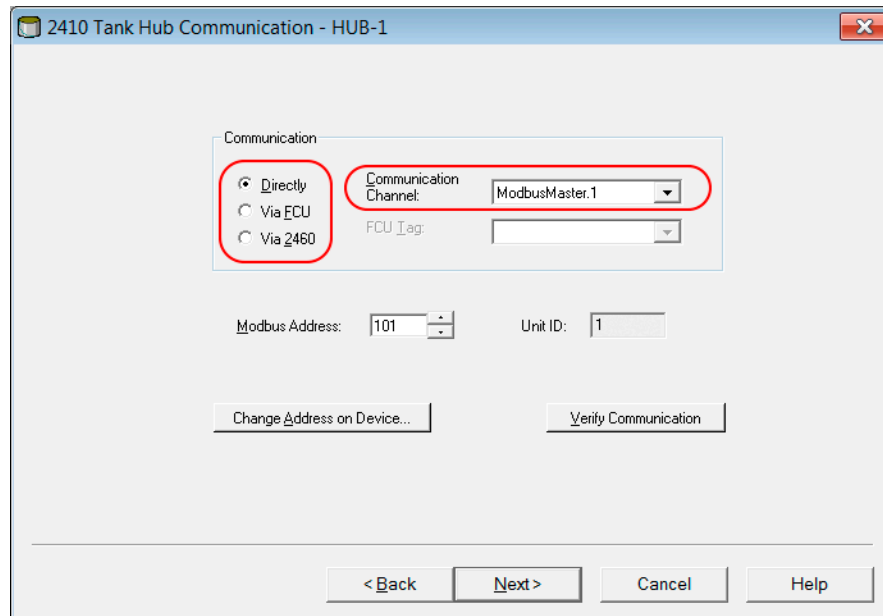 2410 Tank Hub Communication - HUB-1
Communication
Directly
Via FCU
Via 2460
Communication
Channel:
ModbusMaster.1
FCU Tag:
Modbus Address:
101
Unit ID:
1
Change Address on Device...
Verify Communication
< Back
Next >
Cancel
Help